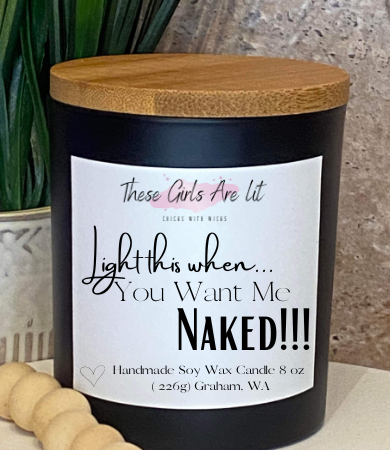 These Girls Are Lit
CHICKS WITH WICKS
Light this when...
You Want Me
NAKED!!!
Handmade Soy Wax Candle 8 oz
( 226g) Graham, WA